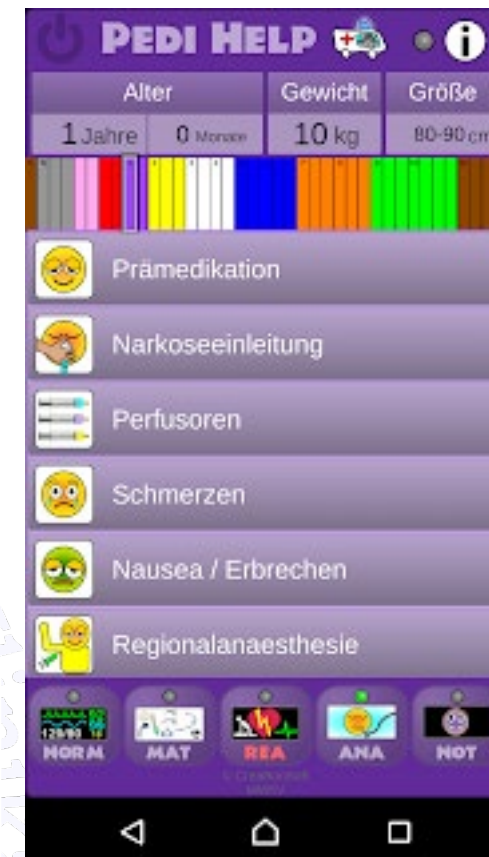 PEDI HELP
Alter Gewicht Größe
1 Jahre 0 Monate 10 kg 80-90 cm
Prämedikation
Narkoseeinleitung
Perfusoren
Schmerzen
Nausea / Erbrechen
Regionalanaesthesie
NORM MAT REA ANA NOT